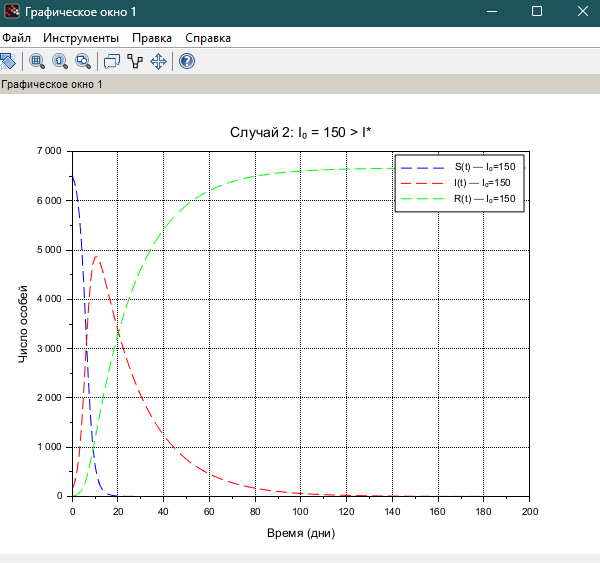 Графическое окно 1
Файл Инструменты Правка Справка
Графическое окно 1
Случай 2: I₀ = 150 > I*
7 000
6 000
5 000
4 000
3 000
2 000
1 000
0
Число особей
S(t) — I₀=150
I(t) — I₀=150
R(t) — I₀=150
0 20 40 60 80 100 120 140 160 180 200
Время (дни)